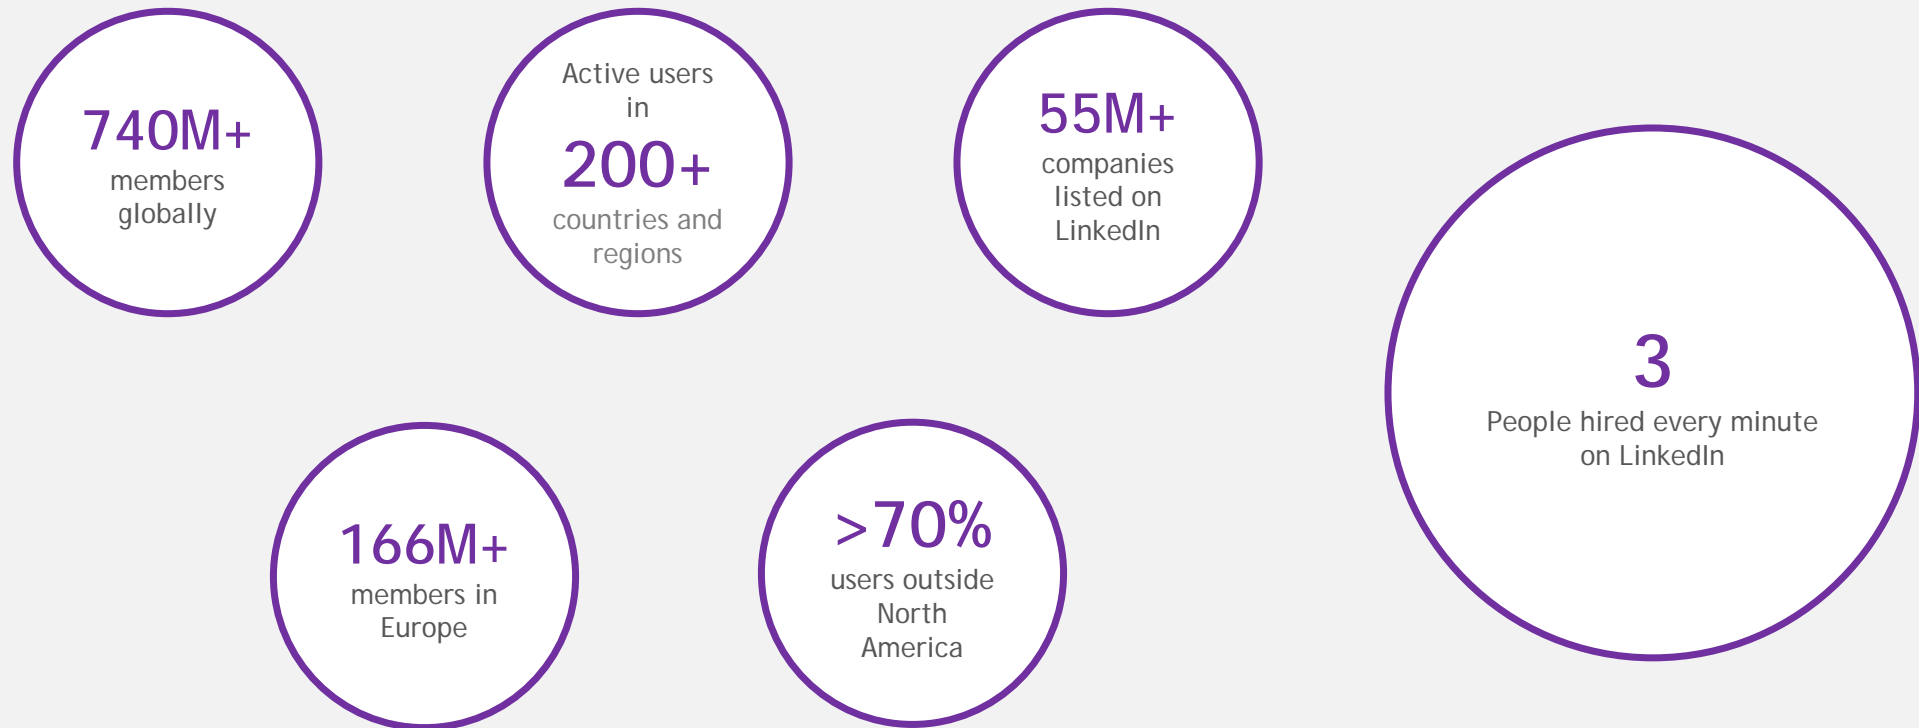 740M+
members
globally
Active users
in
200+
countries and
regions
55M+
companies
listed on
LinkedIn
3
People hired every minute
on LinkedIn
166M+
members in
Europe
>70%
users outside
North
America